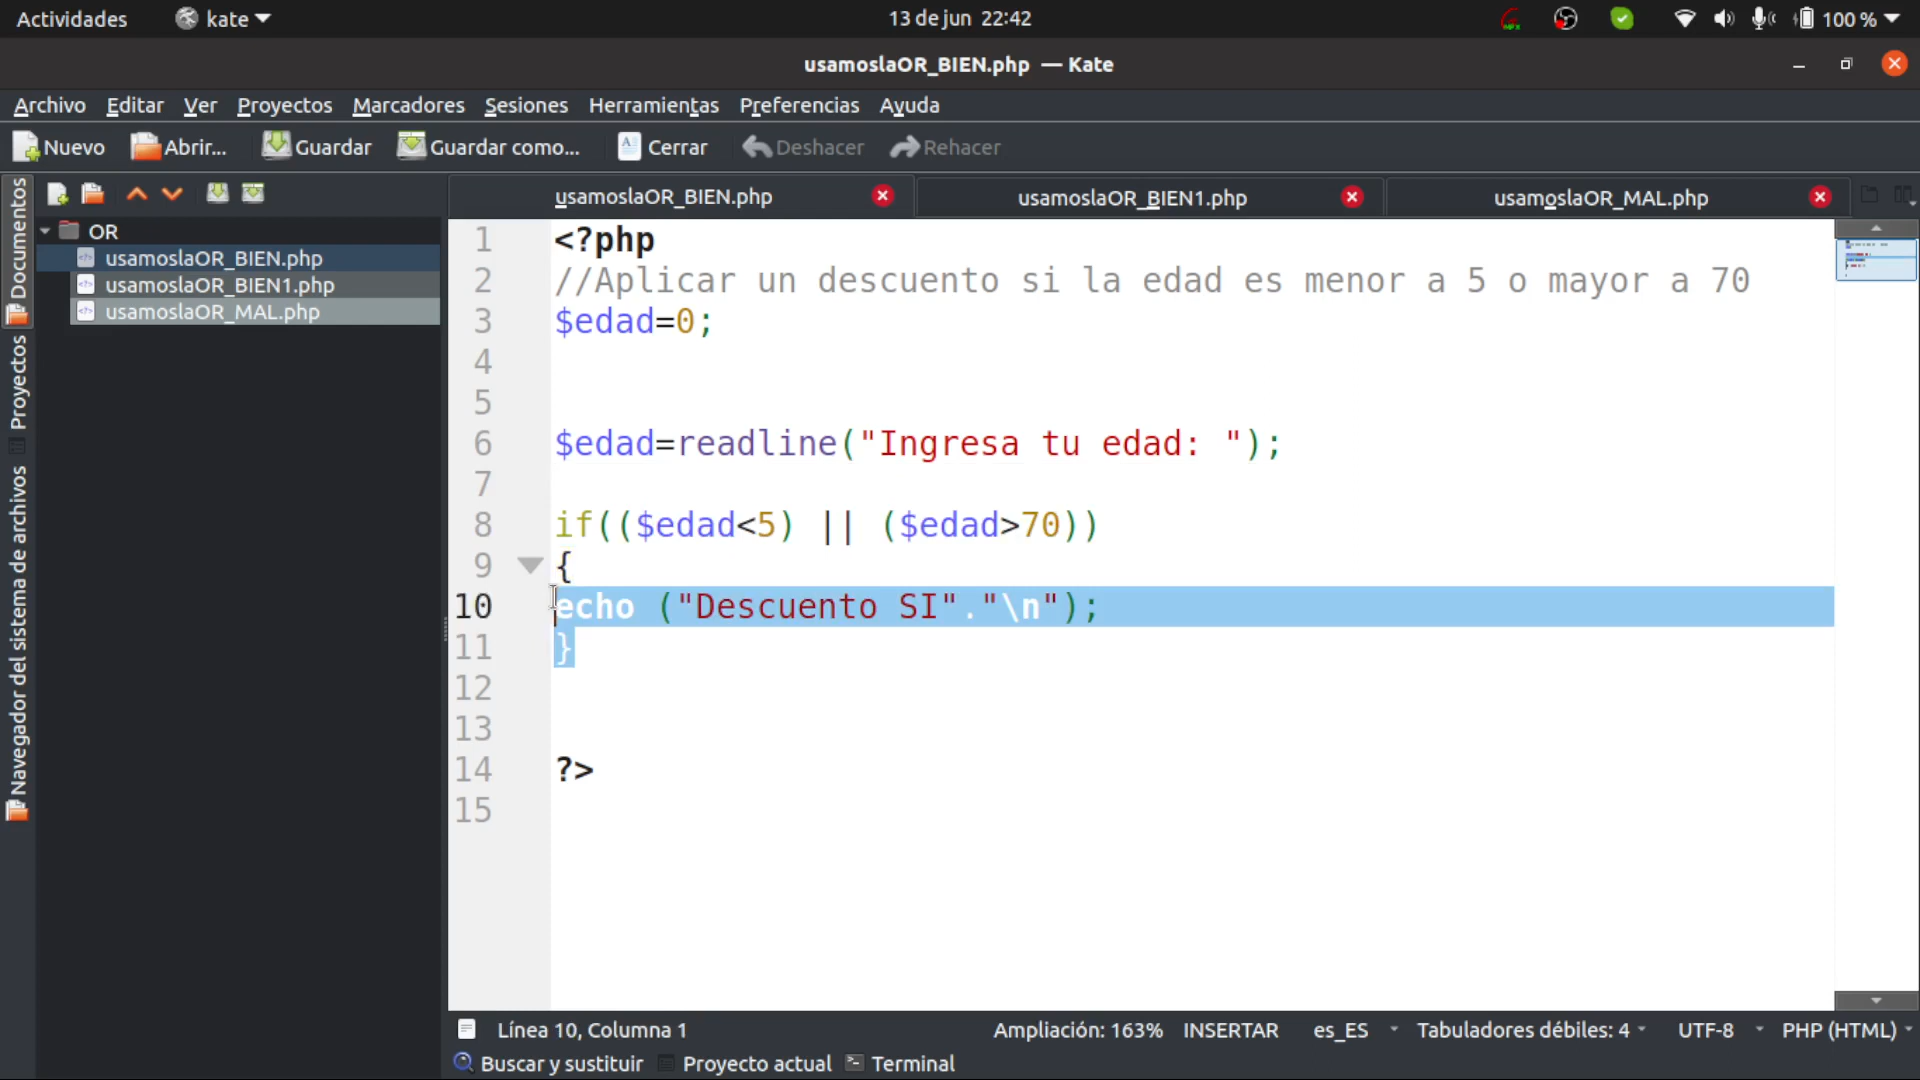 Actividades kate 13 de jun 22:42 100 %
usamoslaOR_BIEN.php — Kate
Archivo Editar Ver Proyectos Marcadores Sesiones Herramientas Preferencias Ayuda
Nuevo Abrir... Guardar Guardar como... Cerrar Deshacer Rehacer
usamoslaOR_BIEN.php usamoslaOR_BIEN1.php usamoslaOR_MAL.php
Documentos
Proyectos
Navegador del sistema de archivos
OR
usamoslaOR_BIEN.php
usamoslaOR_BIEN1.php
usamoslaOR_MAL.php
1 <?php
2 //Aplicar un descuento si la edad es menor a 5 o mayor a 70
3 $edad=0;
4
5
6 $edad=readline("Ingresa tu edad: ");
7
8 if(($edad<5) || ($edad>70))
9 {
10 echo ("Descuento SI"."\n");
11 }
12
13
14 ?>
15
Línea 10, Columna 1 Ampliación: 163% INSERTAR es_ES Tabuladores débiles: 4 UTF-8 PHP (HTML)
Buscar y sustituir Proyecto actual Terminal